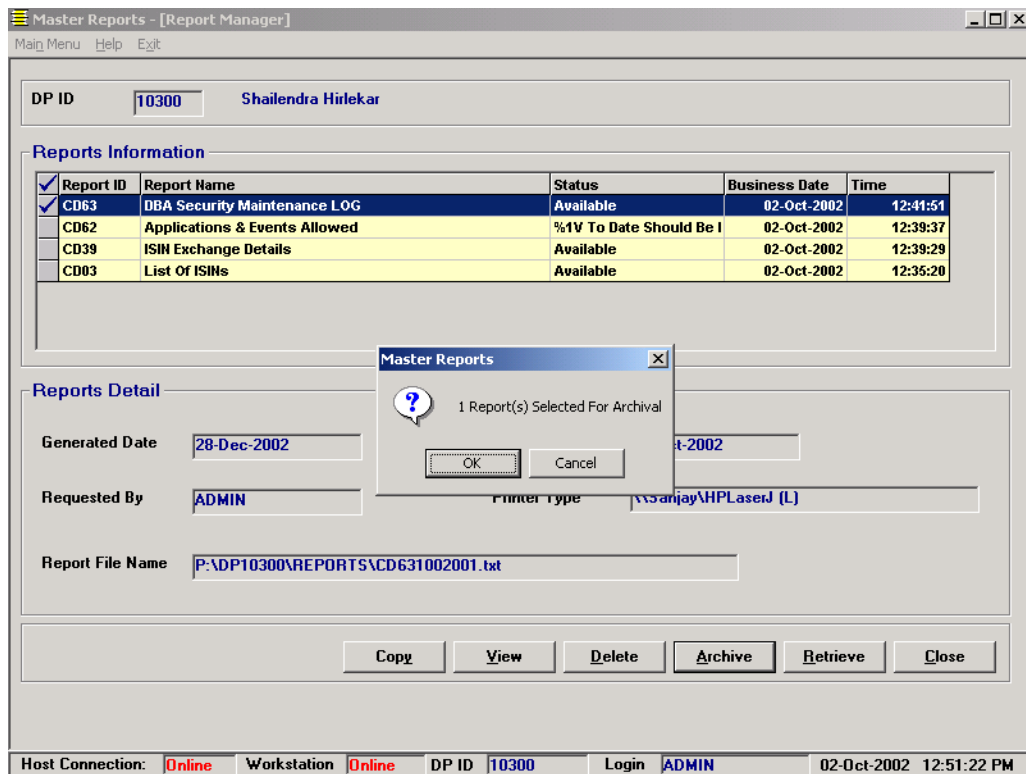 Master Reports - [Report Manager]
Main Menu Help Exit
DP ID 10300 Shailendra Hirlekar
Reports Information
Report ID Report Name Status Business Date Time
CD63 DBA Security Maintenance LOG Available 02-Oct-2002 12:41:51
CD62 Applications & Events Allowed %1V To Date Should Be 02-Oct-2002 12:39:37
CD39 ISIN Exchange Details Available 02-Oct-2002 12:39:29
CD03 List Of ISINs Available 02-Oct-2002 12:35:20
Master Reports
1 Report(s) Selected For Archival
OK Cancel
Reports Detail
Generated Date 28-Dec-2002 t-2002
Requested By ADMIN Printer Type \\Sanjay\HPLaserJ (L)
Report File Name P:\DP10300\REPORTS\CD631002001.txt
Copy View Delete Archive Retrieve Close
Host Connection: Online Workstation Online DP ID 10300 Login ADMIN 02-Oct-2002 12:51:22 PM